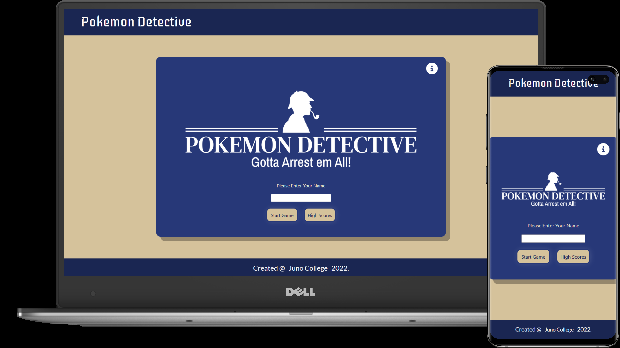 Pokemon Detective
i
POKEMON DETECTIVE
Gotta Arrest em All!
Please Enter Your Name
Start Game
High Scores
Created @ Juno College 2022.
DELL
Pokemon Detective
i
POKEMON DETECTIVE
Gotta Arrest em All!
Please Enter Your Name
Start Game
High Scores
Created @ Juno College 2022